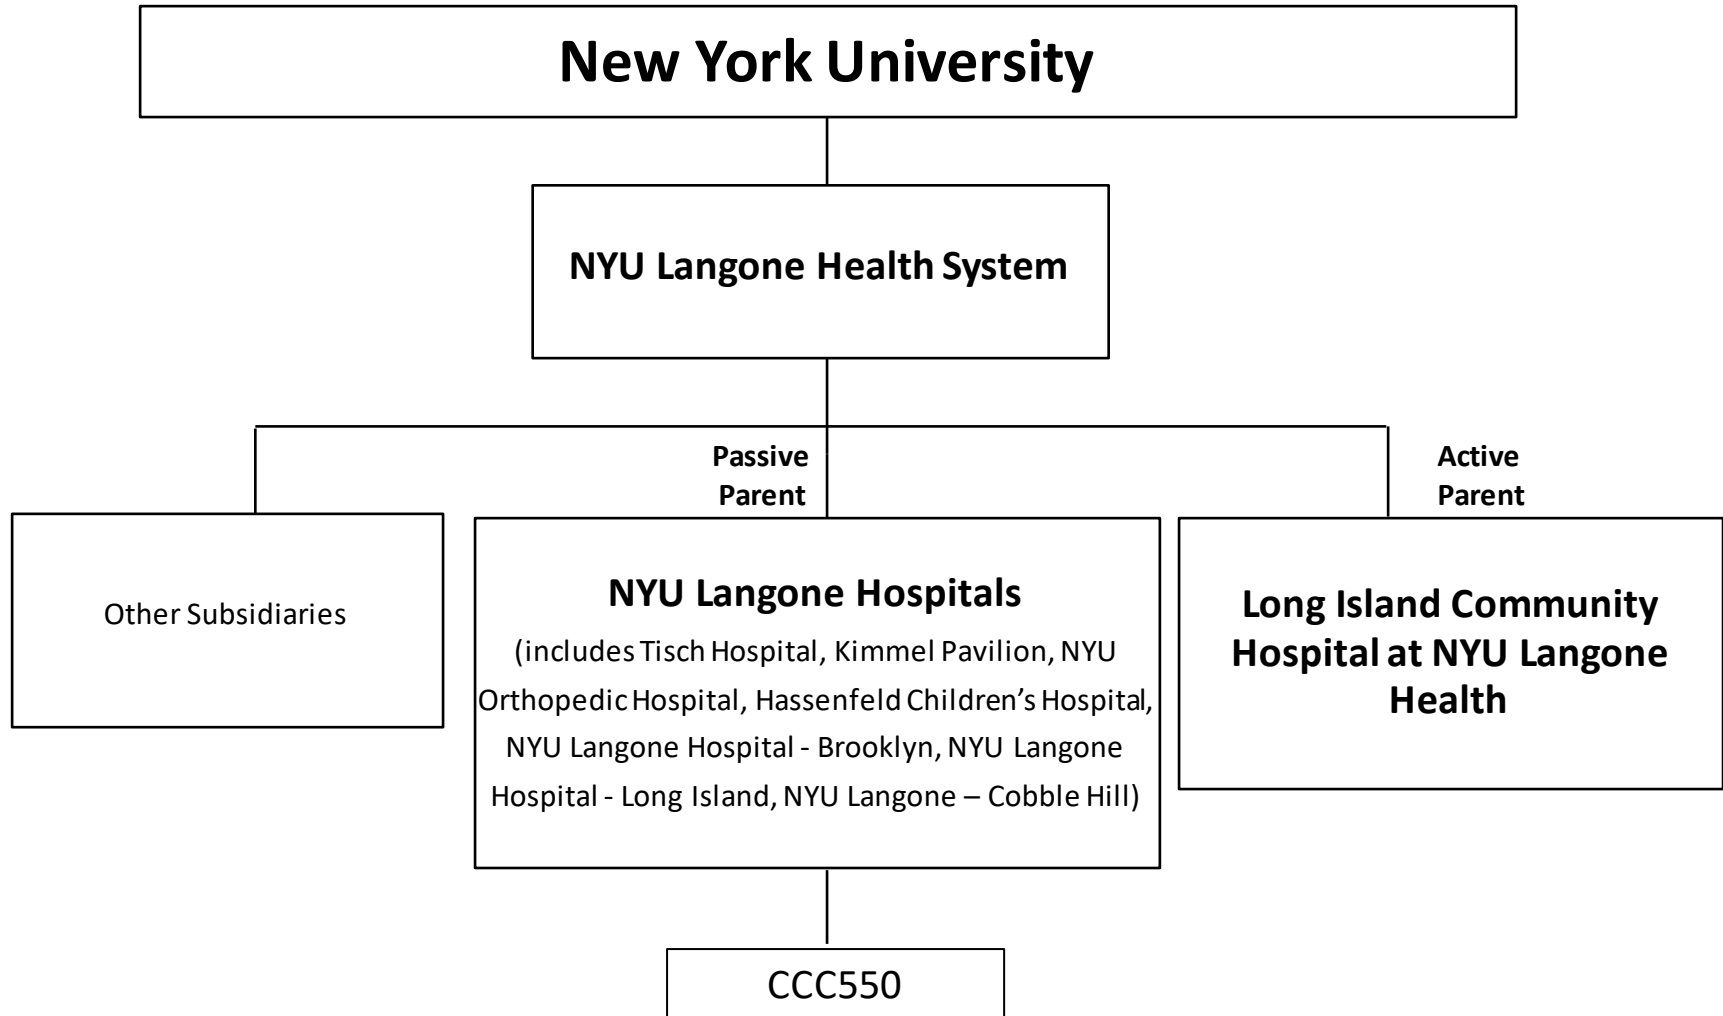 New York University
NYU Langone Health System
Passive
Parent
Active
Parent
Other Subsidiaries
NYU Langone Hospitals
(includes Tisch Hospital, Kimmel Pavilion, NYU
Orthopedic Hospital, Hassenfeld Children’s Hospital,
NYU Langone Hospital - Brooklyn, NYU Langone
Hospital - Long Island, NYU Langone – Cobble Hill)
Long Island Community
Hospital at NYU Langone
Health
CCC550